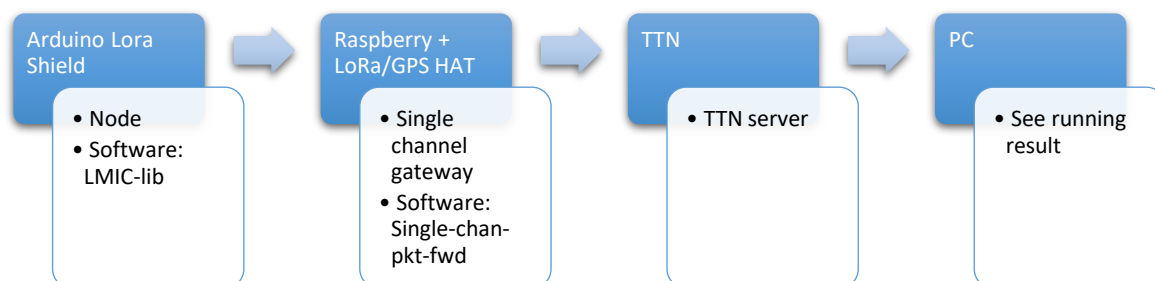 Arduino Lora
Shield
• Node
• Software:
LMIC-lib
Raspberry +
LoRa/GPS HAT
• Single
channel
gateway
• Software:
Single-chan-
pkt-fwd
TTN
• TTN server
PC
• See running
result